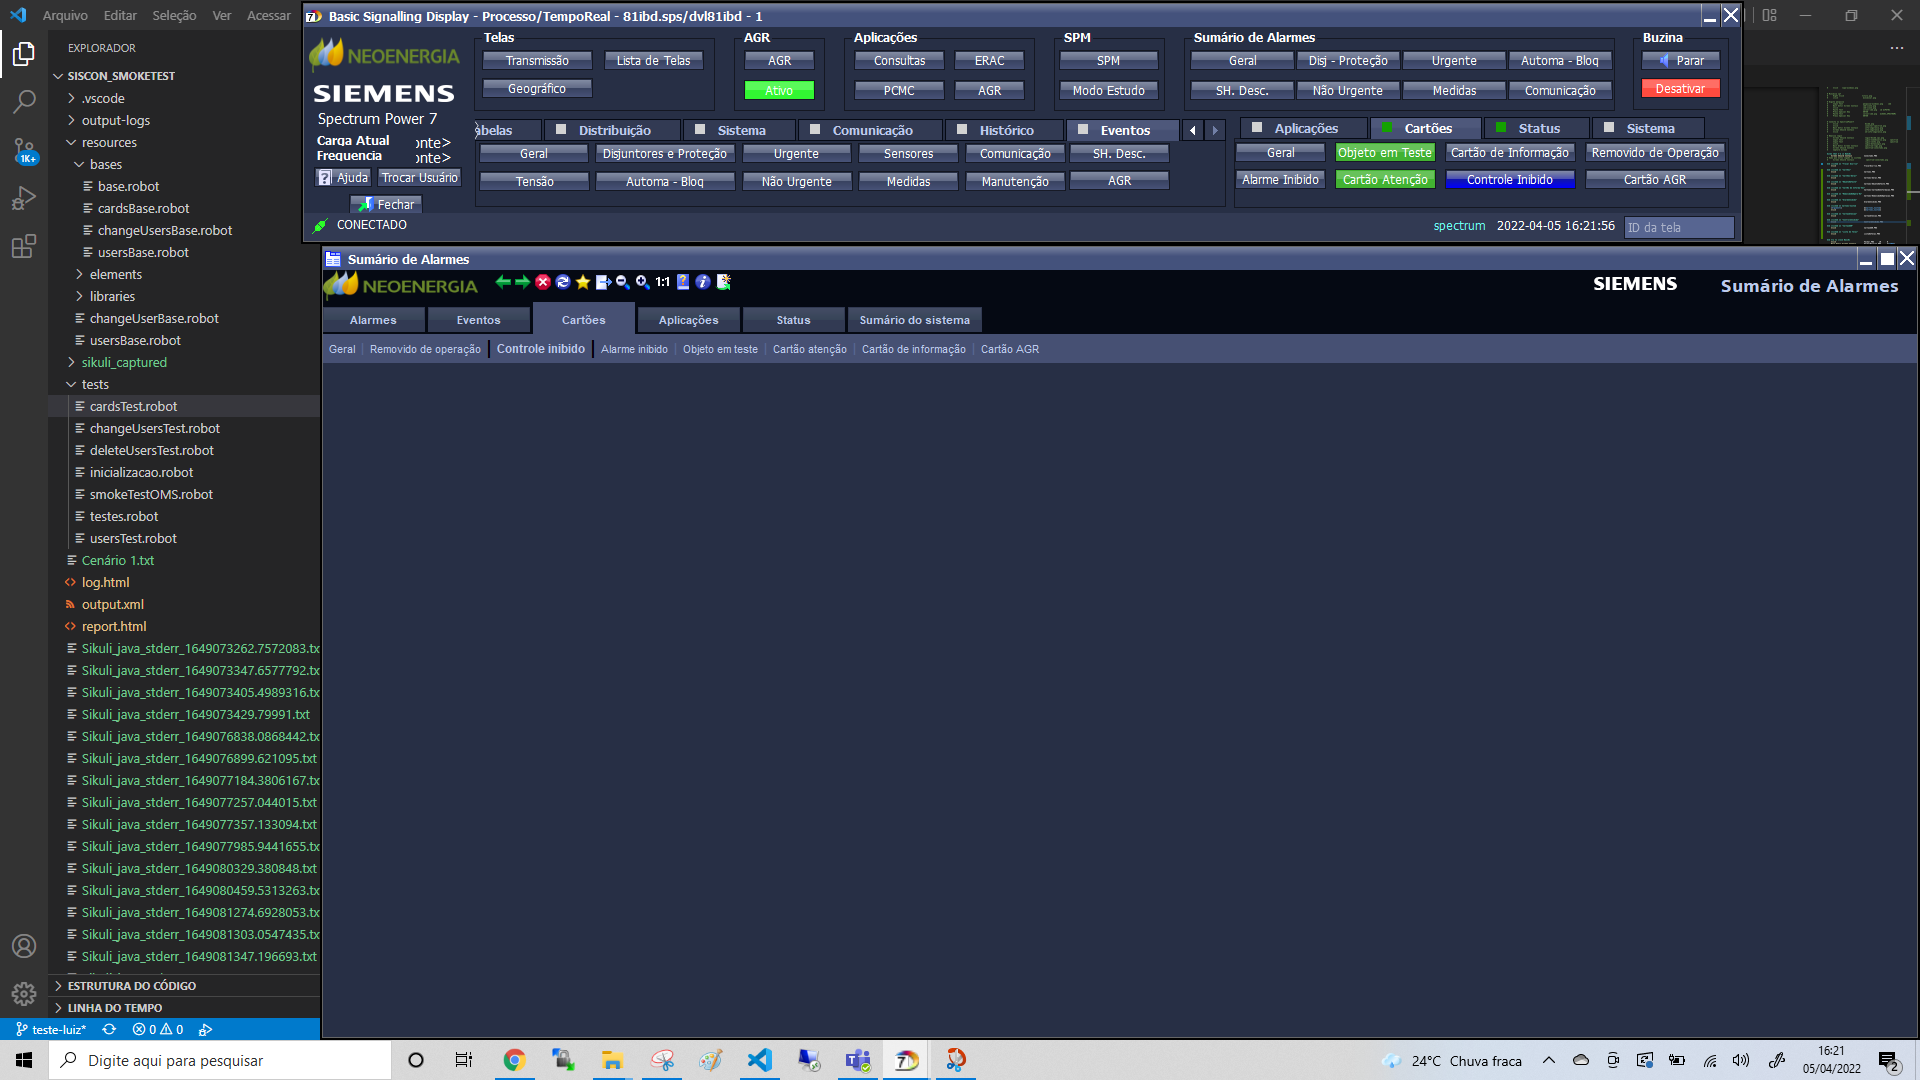 Arquivo Editar Seleção Ver Acessar
Basic Signalling Display - Processo/TempoReal - 81ibd.sps/dvl81ibd - 1
EXPLORADOR
SISCON_SMOKETEST
.vscode
output-logs
resources
bases
base.robot
cardsBase.robot
changeUsersBase.robot
usersBase.robot
elements
libraries
changeUserBase.robot
usersBase.robot
sikuli_captured
tests
cardsTest.robot
changeUsersTest.robot
deleteUsersTest.robot
inicializacao.robot
smokeTestOMS.robot
testes.robot
usersTest.robot
Cenário 1.txt
log.html
output.xml
report.html
Sikuli_java_stderr_1649073262.7572083.tx
Sikuli_java_stderr_1649073347.6577792.tx
Sikuli_java_stderr_1649073405.4989316.tx
Sikuli_java_stderr_1649073429.79991.txt
Sikuli_java_stderr_1649076838.0868442.tx
Sikuli_java_stderr_1649076899.621095.txt
Sikuli_java_stderr_1649077184.3806167.tx
Sikuli_java_stderr_1649077257.044015.txt
Sikuli_java_stderr_1649077357.133094.txt
Sikuli_java_stderr_1649077985.9441655.tx
Sikuli_java_stderr_1649080329.380848.txt
Sikuli_java_stderr_1649080459.5313263.tx
Sikuli_java_stderr_1649081274.6928053.tx
Sikuli_java_stderr_1649081303.0547435.tx
Sikuli_java_stderr_1649081347.196693.txt
ESTRUTURA DO CÓDIGO
LINHA DO TEMPO
1K+
teste-luiz* 0 0
NEOENERGIA
SIEMENS
Spectrum Power 7
Carga Atual onte>
Frequencia onte>
Ajuda Trocar Usuário
Fechar
CONECTADO
Telas
Transmissão Lista de Telas
Geográfico
AGR
AGR
Ativo
Aplicações
Consultas ERAC
PCMC AGR
SPM
SPM
Modo Estudo
Sumário de Alarmes
Geral Disj - Proteção Urgente Automa - Bloq
SH. Desc. Não Urgente Medidas Comunicação
Buzina
Parar
Desativar
abelas Distribuição Sistema Comunicação Histórico Eventos
Geral Disjuntores e Proteção Urgente Sensores Comunicação SH. Desc.
Tensão Automa - Bloq Não Urgente Medidas Manutenção AGR
Aplicações Cartões Status Sistema
Geral Objeto em Teste Cartão de Informação Removido de Operação
Alarme Inibido Cartão Atenção Controle Inibido Cartão AGR
spectrum 2022-04-05 16:21:56 ID da tela
Sumário de Alarmes
NEOENERGIA 1:1 SIEMENS Sumário de Alarmes
Alarmes Eventos Cartões Aplicações Status Sumário do sistema
Geral Removido de operação Controle inibido Alarme inibido Objeto em teste Cartão atenção Cartão de informação Cartão AGR
Digite aqui para pesquisar
24°C Chuva fraca
16:21
05/04/2022
2